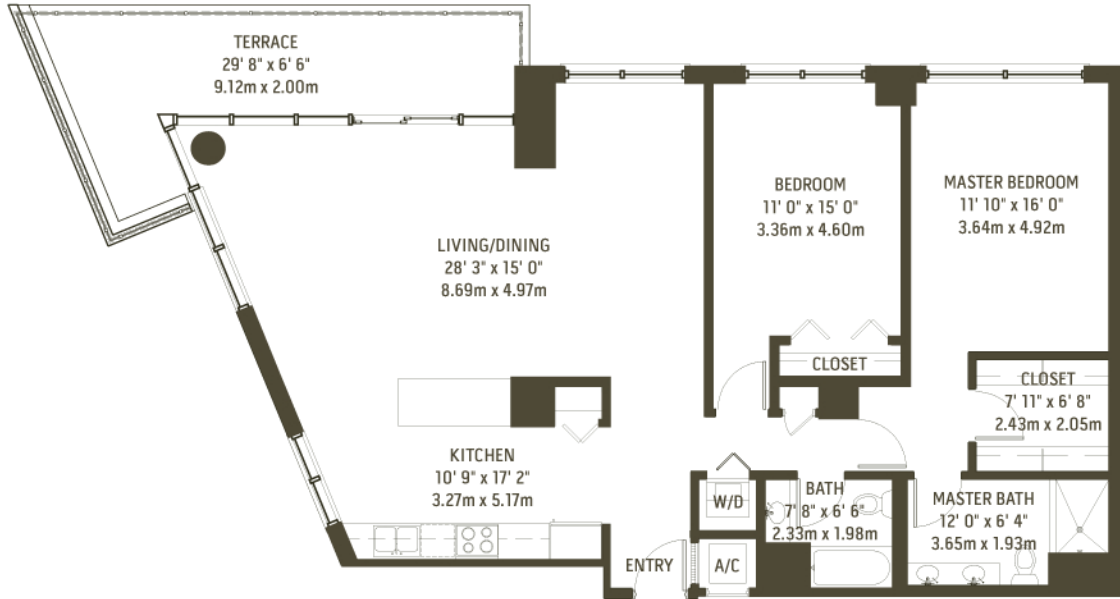 TERRACE
29' 8" x 6' 6"
9.12m x 2.00m
BEDROOM
11' 0" x 15' 0"
3.36m x 4.60m
MASTER BEDROOM
11' 10" x 16' 0"
3.64m x 4.92m
LIVING/DINING
28' 3" x 15' 0"
8.69m x 4.97m
CLOSET
CLOSET
7' 11" x 6' 8"
2.43m x 2.05m
KITCHEN
10' 9" x 17' 2"
3.27m x 5.17m
W/D
BATH
7' 8" x 6' 6"
2.33m x 1.98m
MASTER BATH
12' 0" x 6' 4"
3.65m x 1.93m
ENTRY
A/C